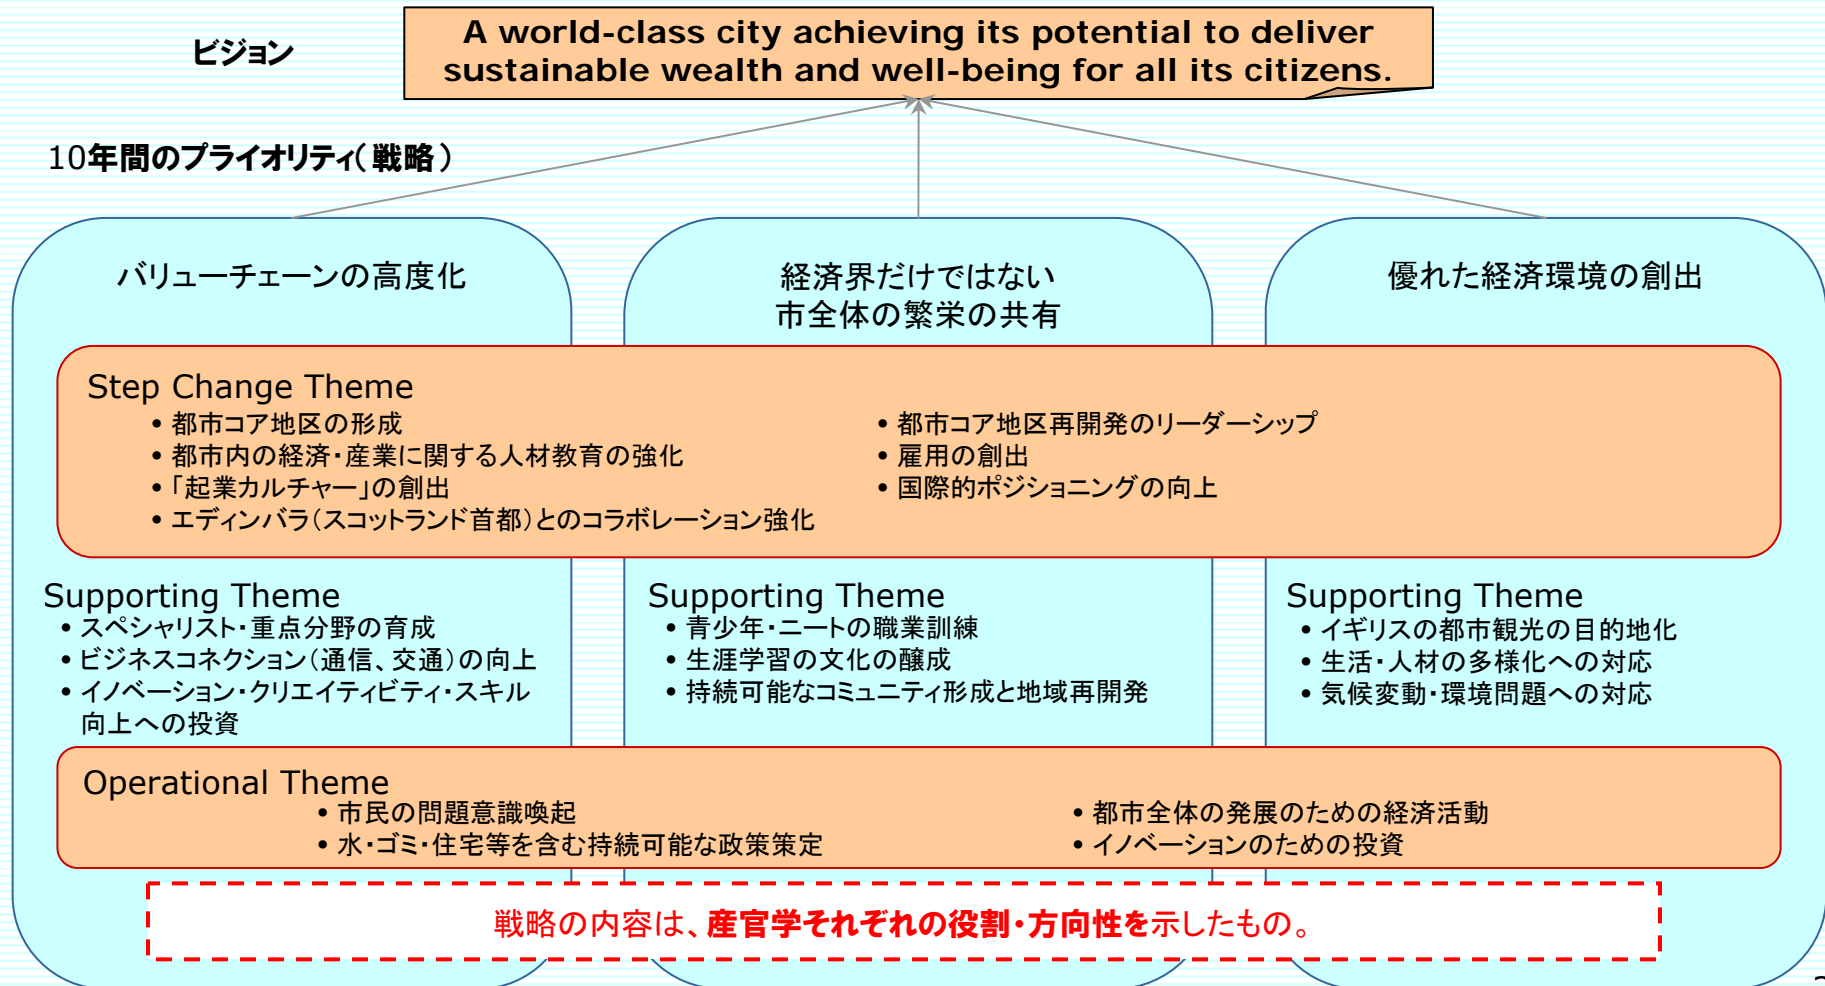 ビジョン
A world-class city achieving its potential to deliver
sustainable wealth and well-being for all its citizens.
10年間のプライオリティ（戦略）
バリューチェーンの高度化
経済界だけではない
市全体の繁栄の共有
優れた経済環境の創出
Step Change Theme
• 都市コア地区の形成
• 都市内の経済・産業に関する人材教育の強化
• 「起業カルチャー」の創出
• エディンバラ（スコットランド首都）とのコラボレーション強化
• 都市コア地区再開発のリーダーシップ
• 雇用の創出
• 国際的ポジショニングの向上
Supporting Theme
• スペシャリスト・重点分野の育成
• ビジネスコネクション（通信、交通）の向上
• イノベーション・クリエイティビティ・スキル
向上への投資
Supporting Theme
• 青少年・ニートの職業訓練
• 生涯学習の文化の醸成
• 持続可能なコミュニティ形成と地域再開発
Supporting Theme
• イギリスの都市観光の目的地化
• 生活・人材の多様化への対応
• 気候変動・環境問題への対応
Operational Theme
• 市民の問題意識喚起
• 水・ゴミ・住宅等を含む持続可能な政策策定
• 都市全体の発展のための経済活動
• イノベーションのための投資
戦略の内容は、産官学それぞれの役割・方向性を示したもの。